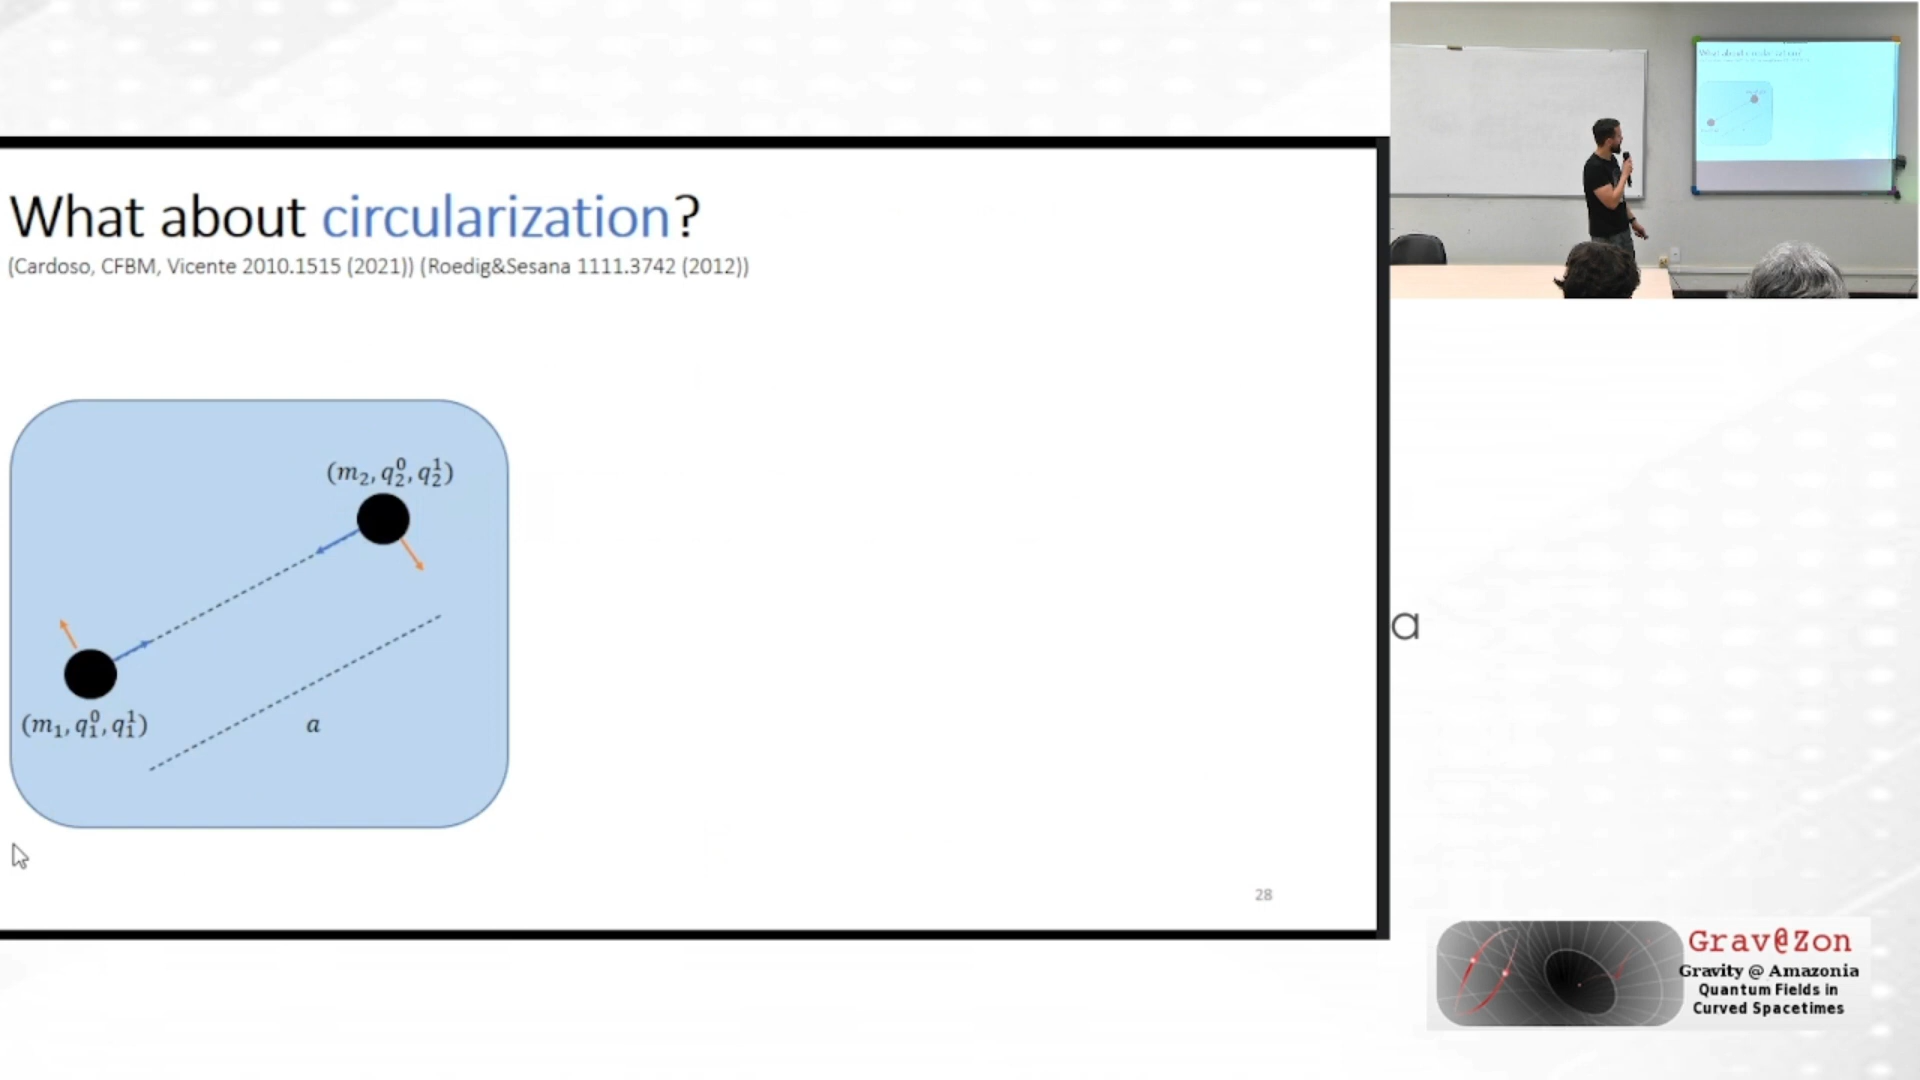 What about circularization?
(Cardoso, CFBM, Vicente 2010.1515 (2021)) (Roedig&Sesana 1111.3742 (2012))
(m₂, q₂⁰, q₂¹)
(m₁, q₁⁰, q₁¹)
a
28
a
Grav@Zon
Gravity @ Amazonia
Quantum Fields in
Curved Spacetimes